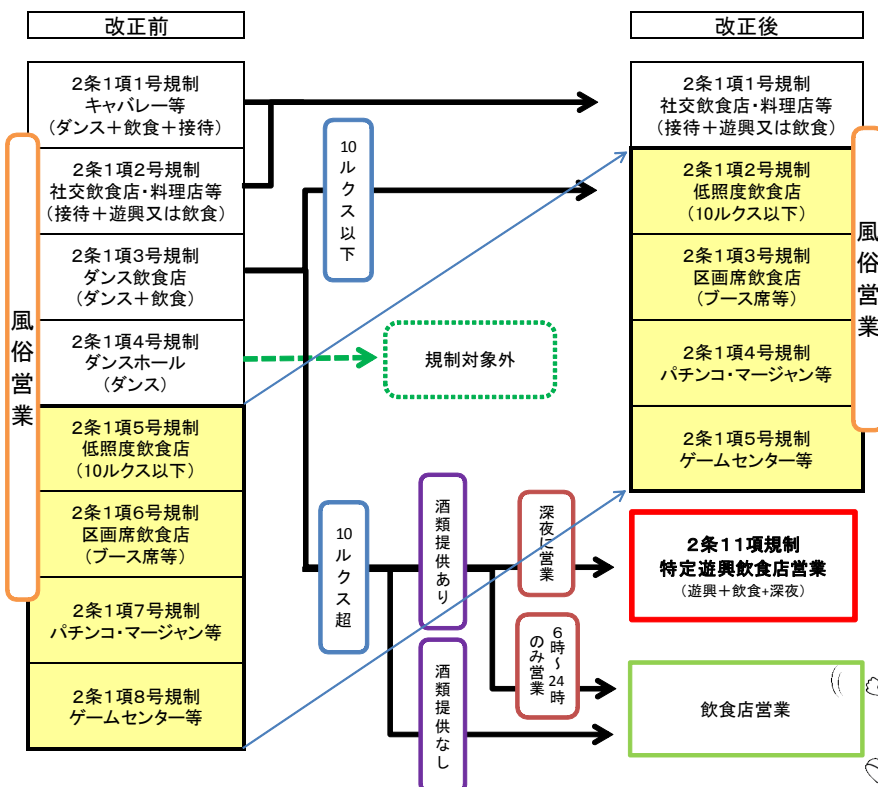 改正前
改正後
風俗営業
2条1項1号規制
キャバレー等
(ダンス+飲食+接待)
2条1項2号規制
社交飲食店・料理店等
(接待+遊興又は飲食)
2条1項3号規制
ダンス飲食店
(ダンス+飲食)
2条1項4号規制
ダンスホール
(ダンス)
2条1項5号規制
低照度飲食店
(10ルクス以下)
2条1項6号規制
区画席飲食店
(ブース席等)
2条1項7号規制
パチンコ・マージャン等
2条1項8号規制
ゲームセンター等
10ルクス以下
規制対象外
10ルクス超
酒類提供あり
酒類提供なし
深夜に営業
6時~24時
のみ営業
2条1項1号規制
社交飲食店・料理店等
(接待+遊興又は飲食)
2条1項2号規制
低照度飲食店
(10ルクス以下)
2条1項3号規制
区画席飲食店
(ブース席等)
2条1項4号規制
パチンコ・マージャン等
2条1項5号規制
ゲームセンター等
風俗営業
2条11項規制
特定遊興飲食店営業
(遊興+飲食+深夜)
飲食店営業